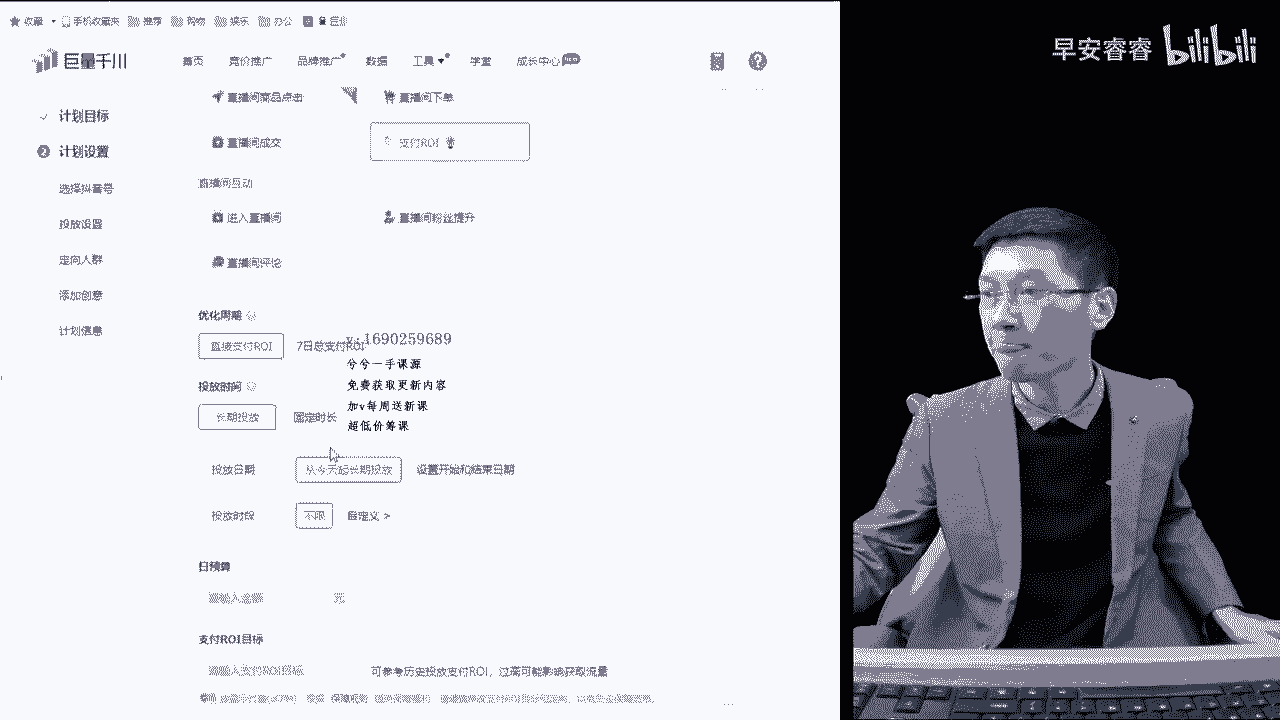 收藏 手机收藏夹 推荐 购物 娱乐 办公
早安睿睿 bilibili
巨量千川 首页 竞价推广 品牌推广 数据 工具 学堂 成长中心 new
直播间商品点击 直播间下单
计划目标
直播间成交 支付ROI
2 计划设置
直播间互动
选择抖音号
进入直播间 直播间粉丝提升
投放设置
定向人群 直播间评论
添加创意
优化周期
计划信息
直接支付ROI 7日总支付ROI
1690259689
兮兮一手课源
免费获取更新内容
加v每周送新课
超低价筹课
投放时间
长期投放 固定时长
投放日期 从今天起长期投放 设置开始和结束日期
投放时段 不限 自定义 >
日预算
请输入金额 元
支付ROI目标
请输入支付ROI目标 可参考历史投放支付ROI，过高可能影响获取流量